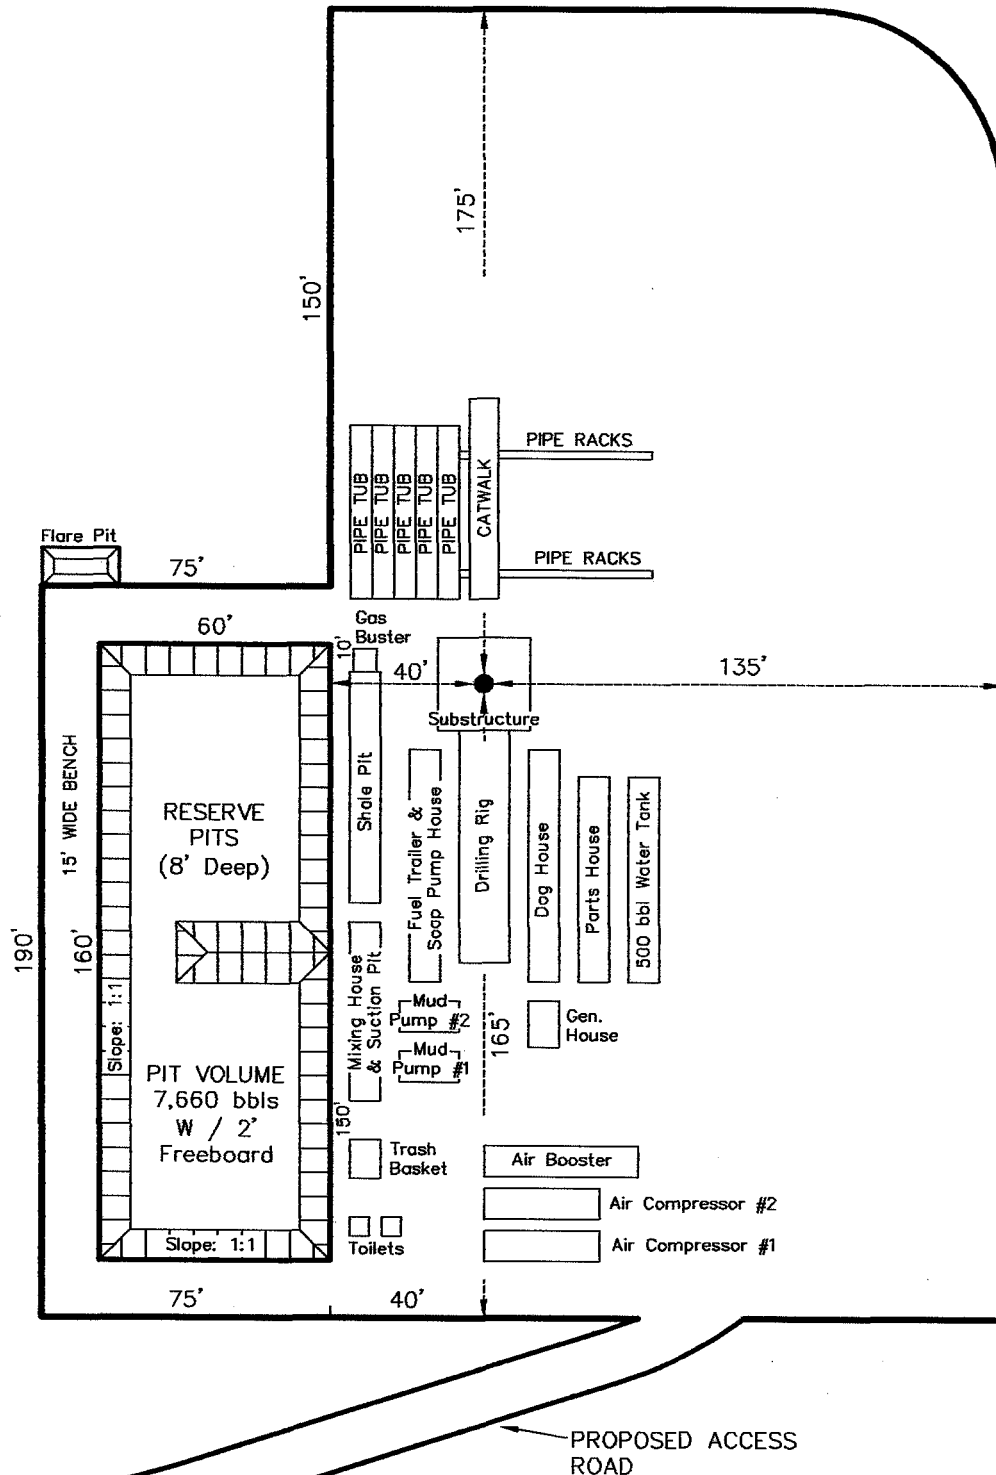 175'
150'
PIPE RACKS
PIPE TUB
PIPE TUB
PIPE TUB
PIPE TUB
PIPE TUB
CATWALK
Flare Pit
75'
PIPE RACKS
60'
Gas
Buster
10'
40'
135'
Substructure
15' WIDE BENCH
RESERVE
PITS
(8' Deep)
Shale Pit
Fuel Trailer &
Soap Pump House
Drilling Rig
Dog House
Parts House
500 bbl Water Tank
190'
160'
Slope: 1:1
Mixing House
& Suction Pit
Mud
Pump #2
Mud
Pump #1
165'
Gen.
House
PIT VOLUME
7,660 bbls
W / 2'
Freeboard
150'
Trash
Basket
Air Booster
Air Compressor #2
Toilets
Air Compressor #1
Slope: 1:1
75'
40'
PROPOSED ACCESS
ROAD